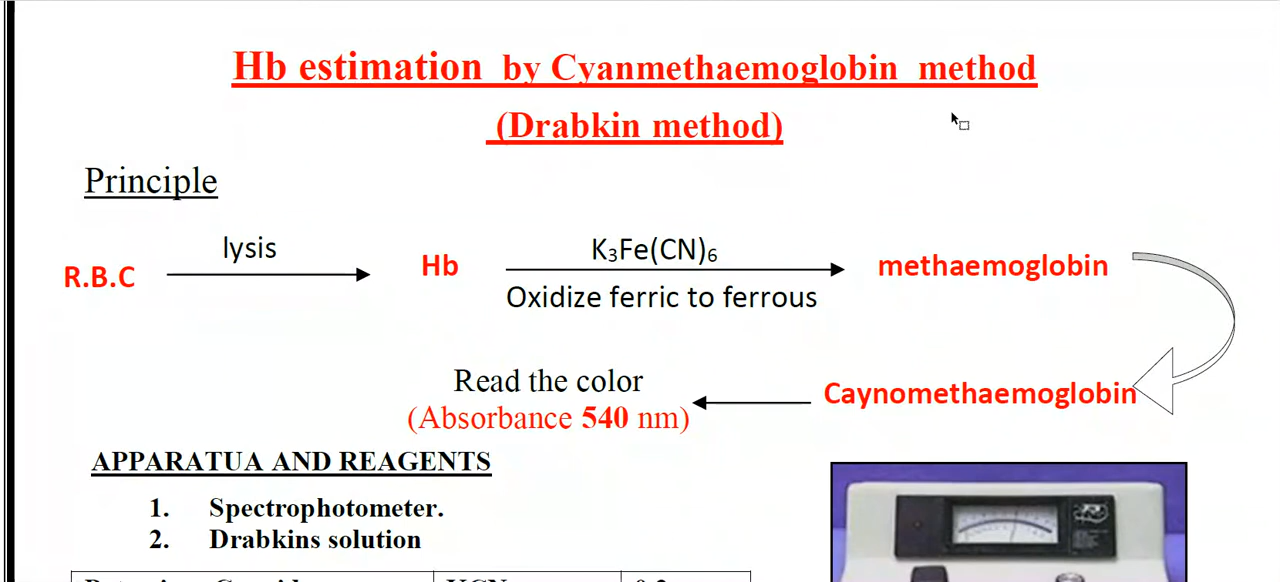 Hb estimation by Cyanmethaemoglobin method
(Drabkin method)
Principle
lysis
R.B.C
Hb
K₃Fe(CN)₆
Oxidize ferric to ferrous
methaemoglobin
Caynomethaemoglobin
Read the color
(Absorbance 540 nm)
APPARATUA AND REAGENTS
1. Spectrophotometer.
2. Drabkins solution